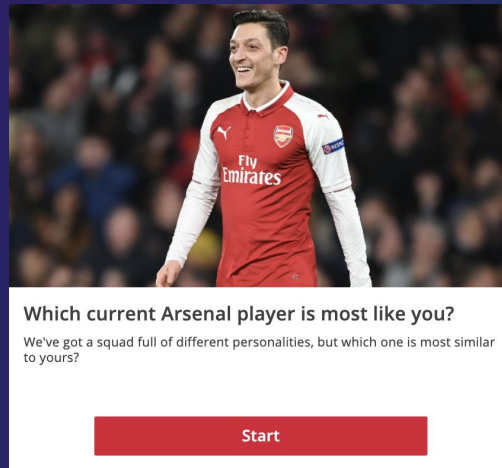 RESPECT
Fly
Emirates
Which current Arsenal player is most like you?
We've got a squad full of different personalities, but which one is most similar
to yours?
Start